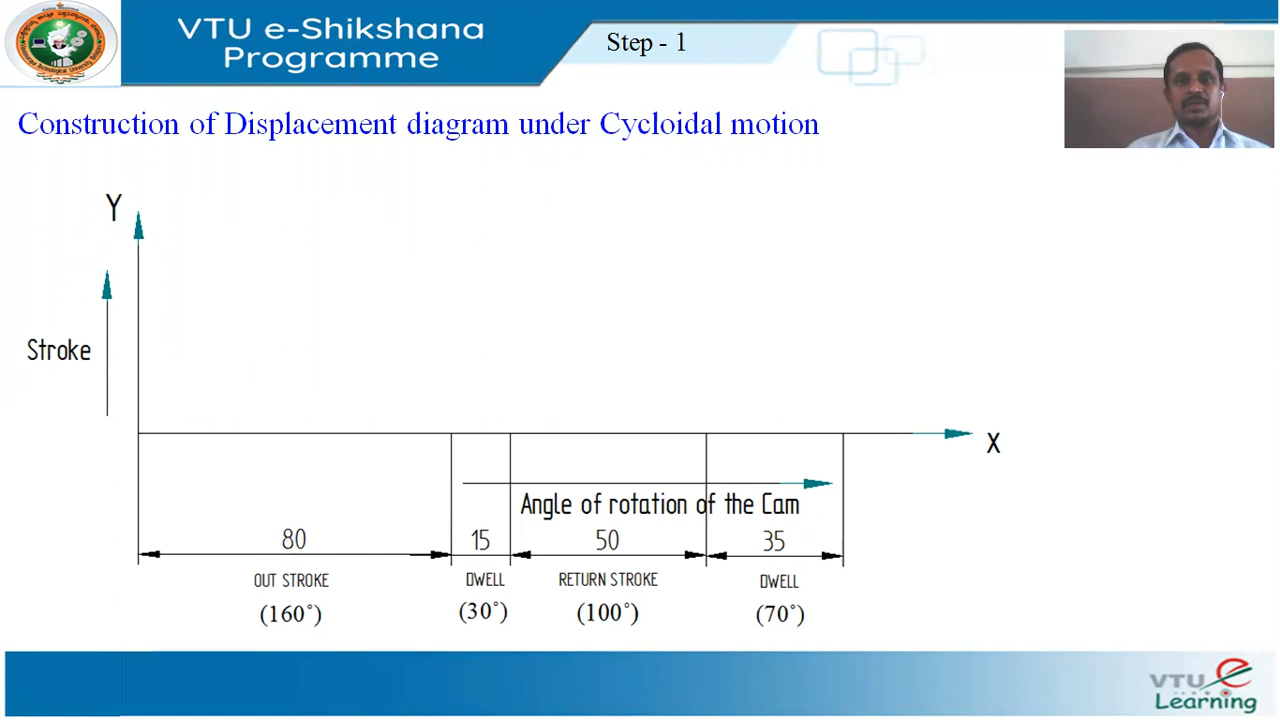 VTU e-Shikshana
Programme
Step - 1
Construction of Displacement diagram under Cycloidal motion
Y
Stroke
X
Angle of rotation of the Cam
80 15 50 35
OUT STROKE DWELL RETURN STROKE DWELL
(160°) (30°) (100°) (70°)
VTU e
Learning